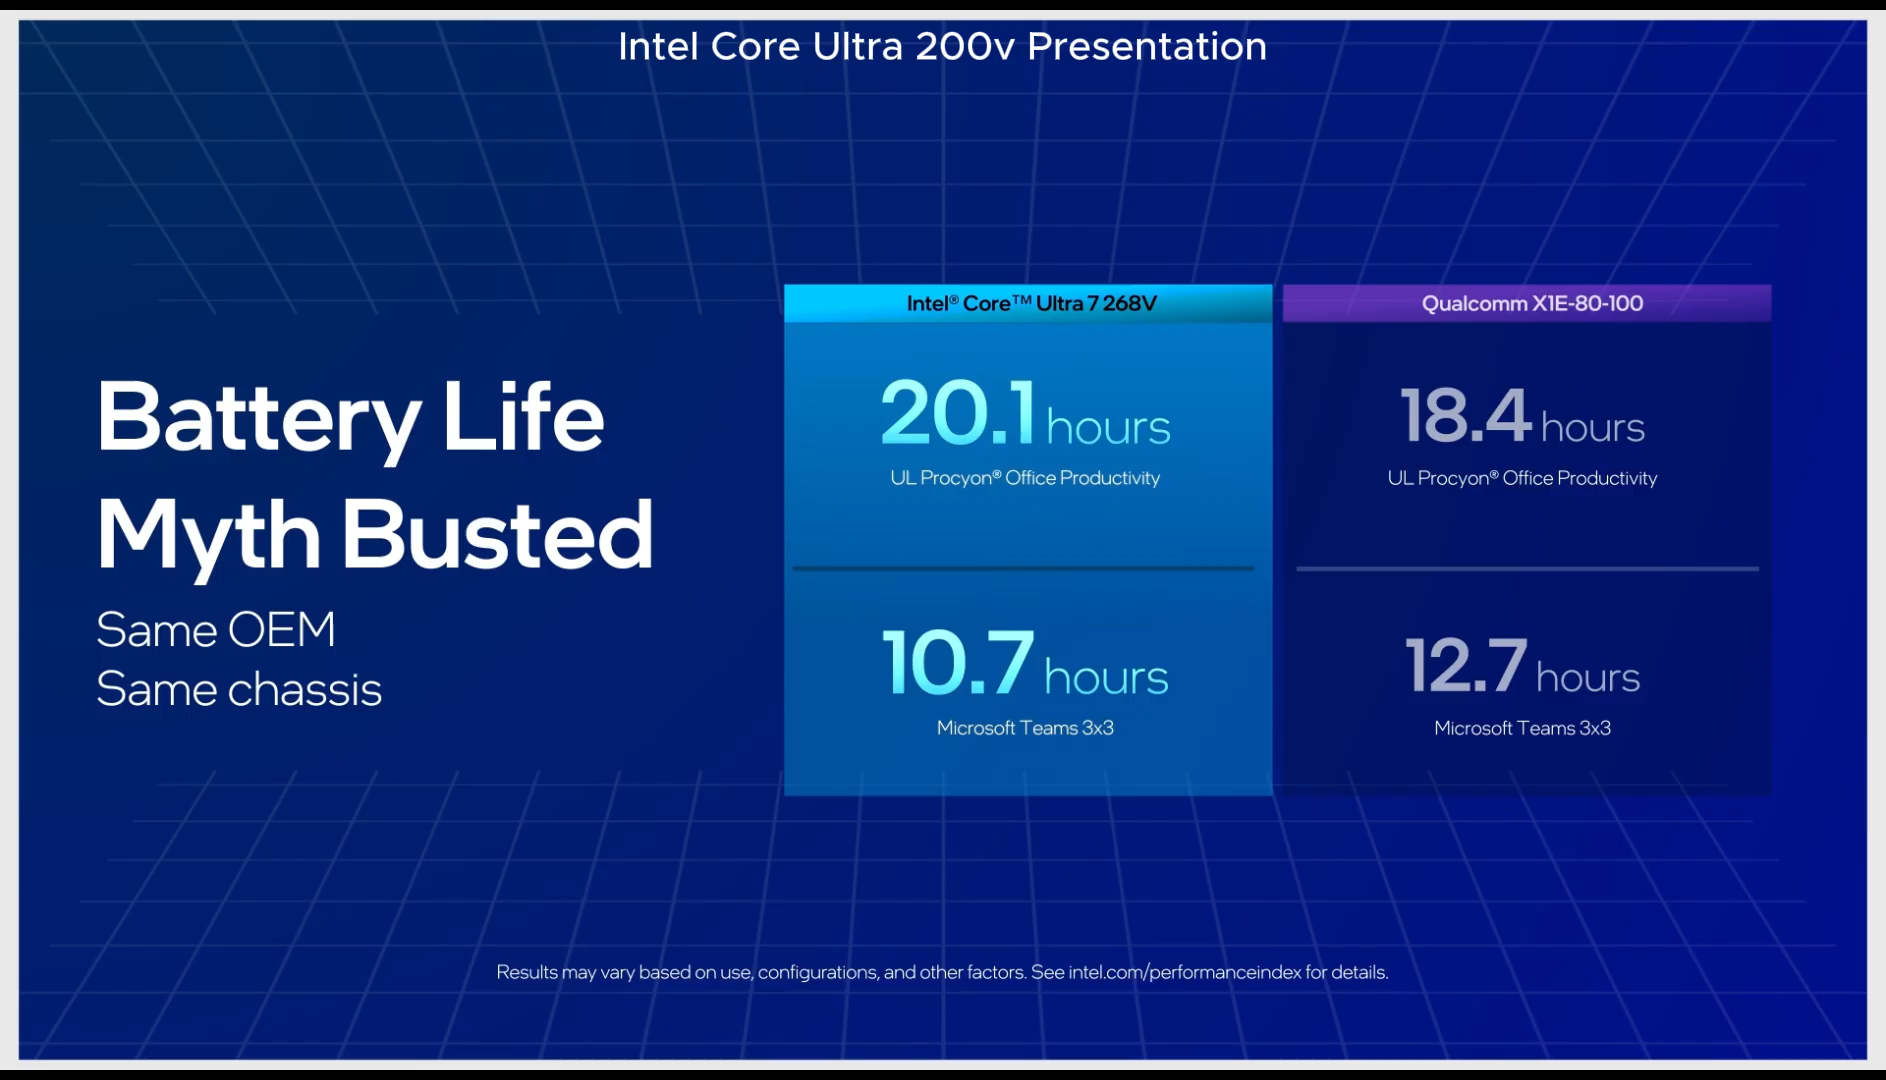 Intel Core Ultra 200v Presentation
Battery Life
Myth Busted
Same OEM
Same chassis
Intel® Core™ Ultra 7 268V
20.1 hours
UL Procyon® Office Productivity
10.7 hours
Microsoft Teams 3x3
Qualcomm X1E-80-100
18.4 hours
UL Procyon® Office Productivity
12.7 hours
Microsoft Teams 3x3
Results may vary based on use, configurations, and other factors. See intel.com/performanceindex for details.